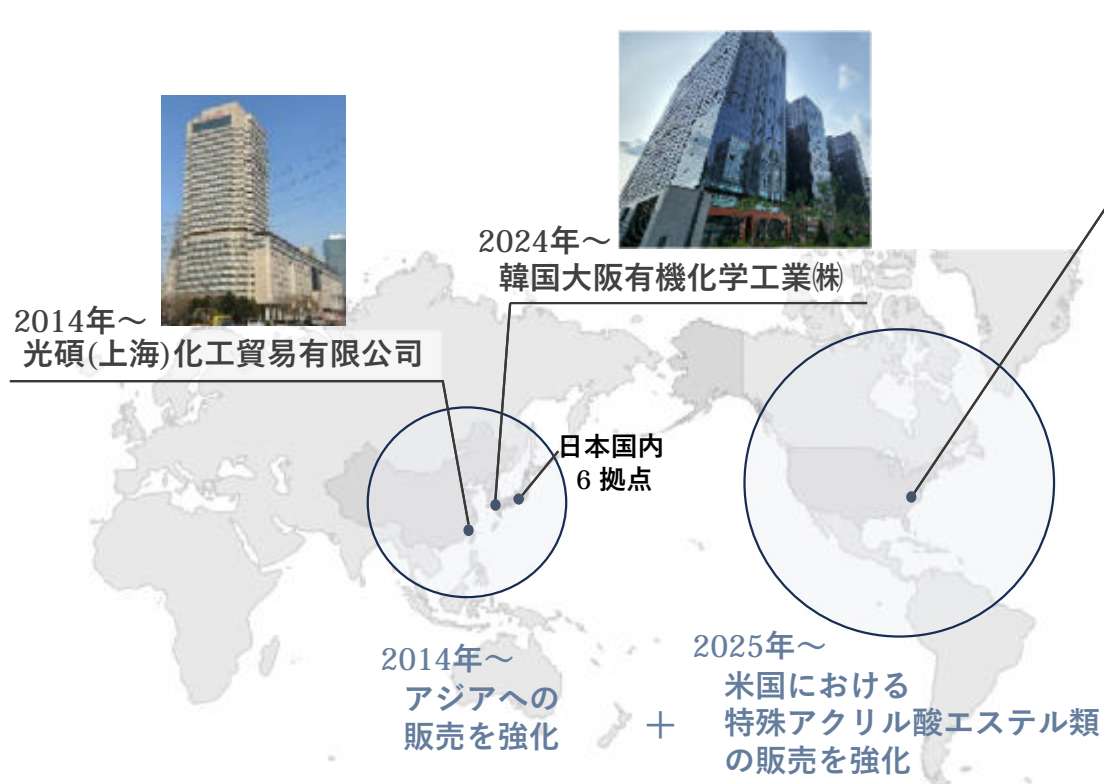 2024年～
韓国大阪有機化学工業㈱
2014年～
光碩(上海)化工貿易有限公司
日本国内
6 拠点
2014年～
アジアへの
販売を強化
+
2025年～
米国における
特殊アクリル酸エステル類
の販売を強化